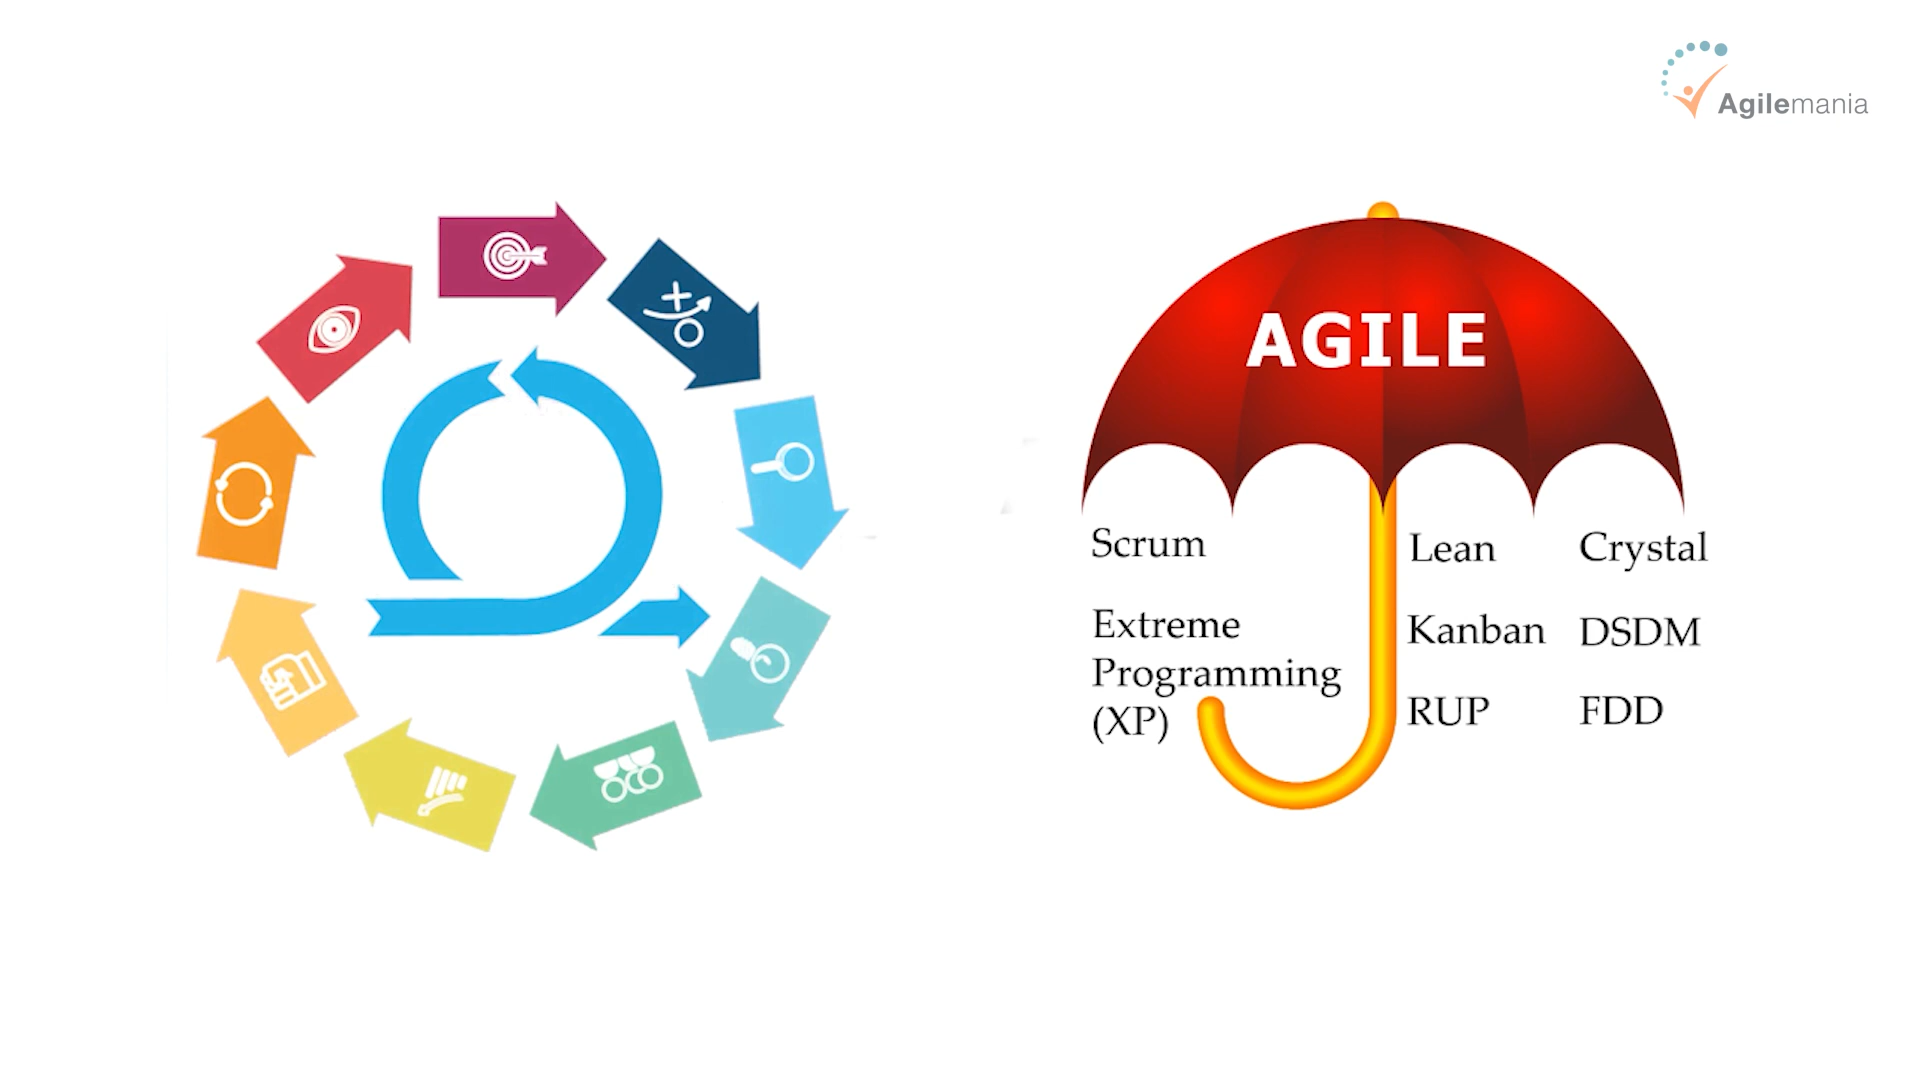 Agilemania
AGILE
Scrum
Extreme
Programming
(XP)
Lean
Kanban
RUP
Crystal
DSDM
FDD